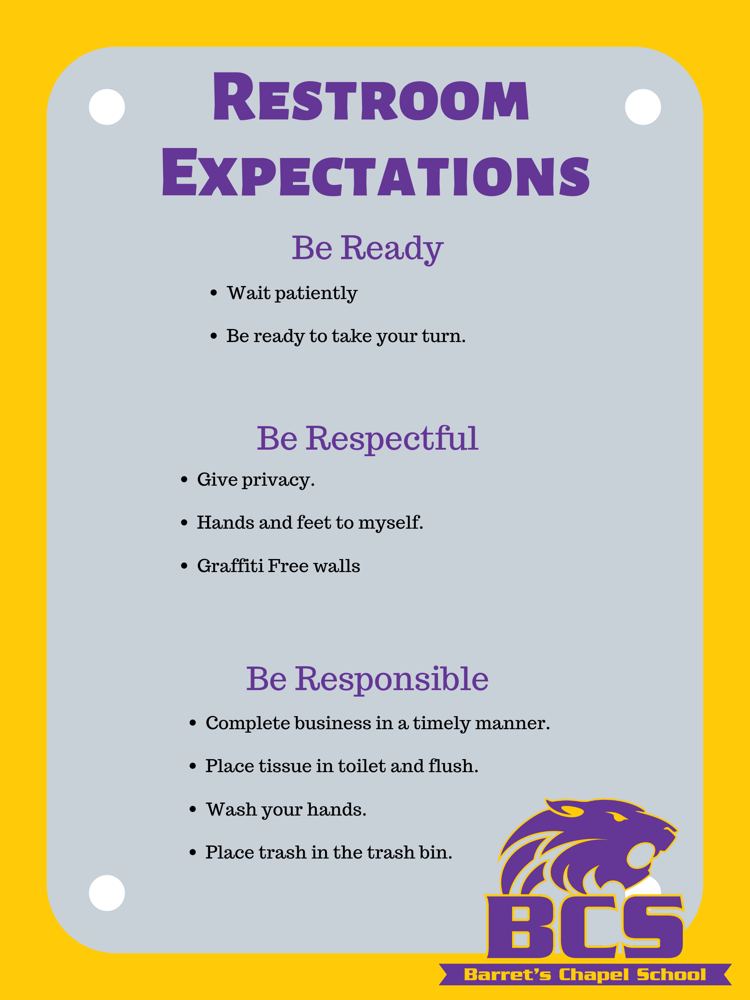 Restroom
Expectations
Be Ready
• Wait patiently
• Be ready to take your turn.
Be Respectful
• Give privacy.
• Hands and feet to myself.
• Graffiti Free walls
Be Responsible
• Complete business in a timely manner.
• Place tissue in toilet and flush.
• Wash your hands.
• Place trash in the trash bin.
BCS
Barret's Chapel School